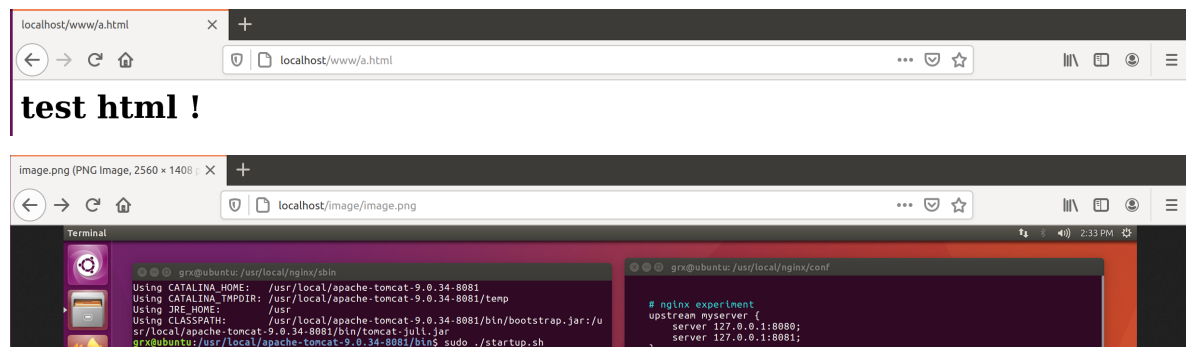 localhost/www/a.html
localhost/www/a.html
test html !
image.png (PNG Image, 2560 × 1408
localhost/image/image.png
Terminal
2:33 PM
grx@ubuntu: /usr/local/nginx/sbin
Using CATALINA_HOME:   /usr/local/apache-tomcat-9.0.34-8081
Using CATALINA_TMPDIR: /usr/local/apache-tomcat-9.0.34-8081/temp
Using JRE_HOME:        /usr
Using CLASSPATH:       /usr/local/apache-tomcat-9.0.34-8081/bin/bootstrap.jar:/u
sr/local/apache-tomcat-9.0.34-8081/bin/tomcat-juli.jar
grx@ubuntu:/usr/local/apache-tomcat-9.0.34-8081/bin$ sudo ./startup.sh
grx@ubuntu: /usr/local/nginx/conf
# nginx experiment
upstream myserver {
server 127.0.0.1:8080;
server 127.0.0.1:8081;